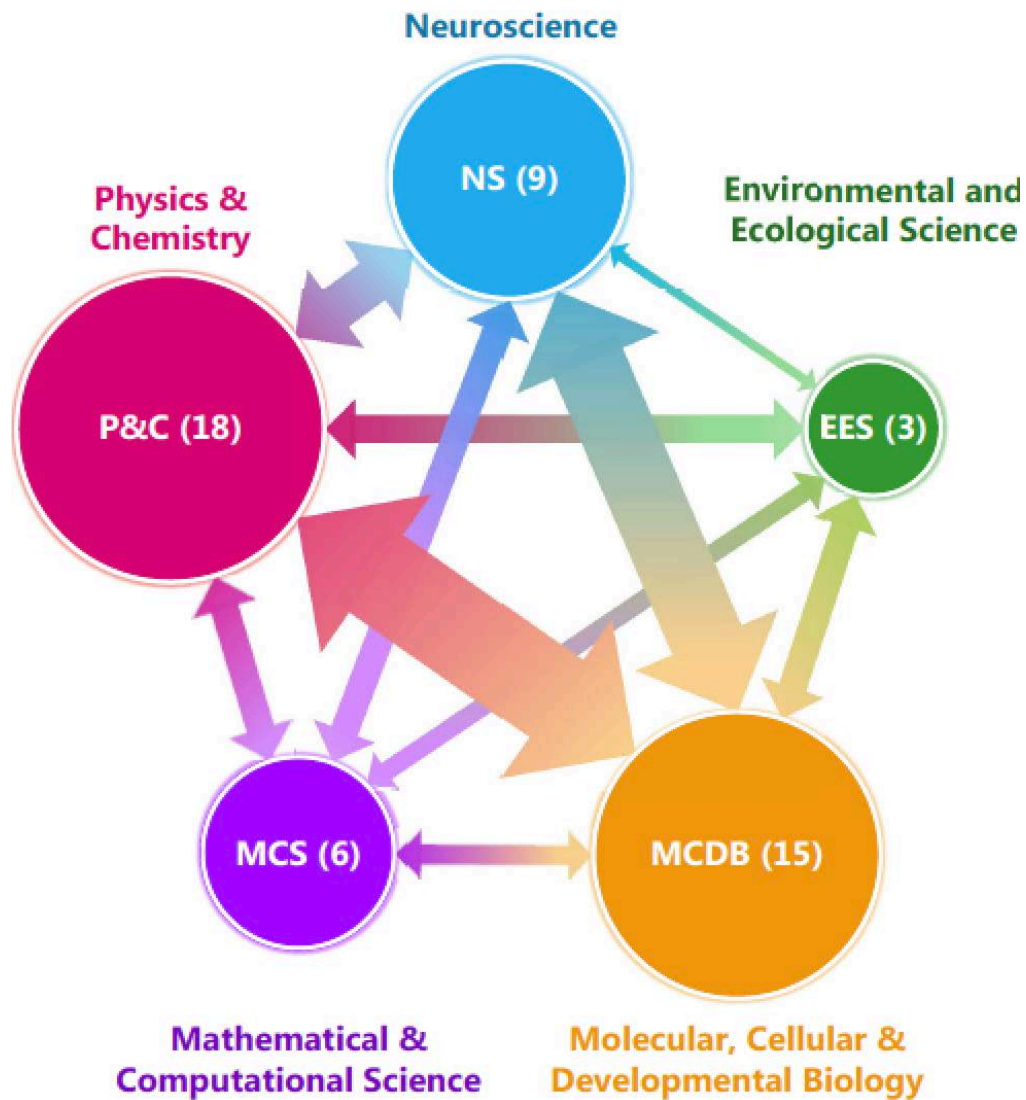 Neuroscience
NS (9)
Physics &
Chemistry
Environmental and
Ecological Science
P&C (18)
EES (3)
MCS (6)
MCDB (15)
Mathematical &
Computational Science
Molecular, Cellular &
Developmental Biology